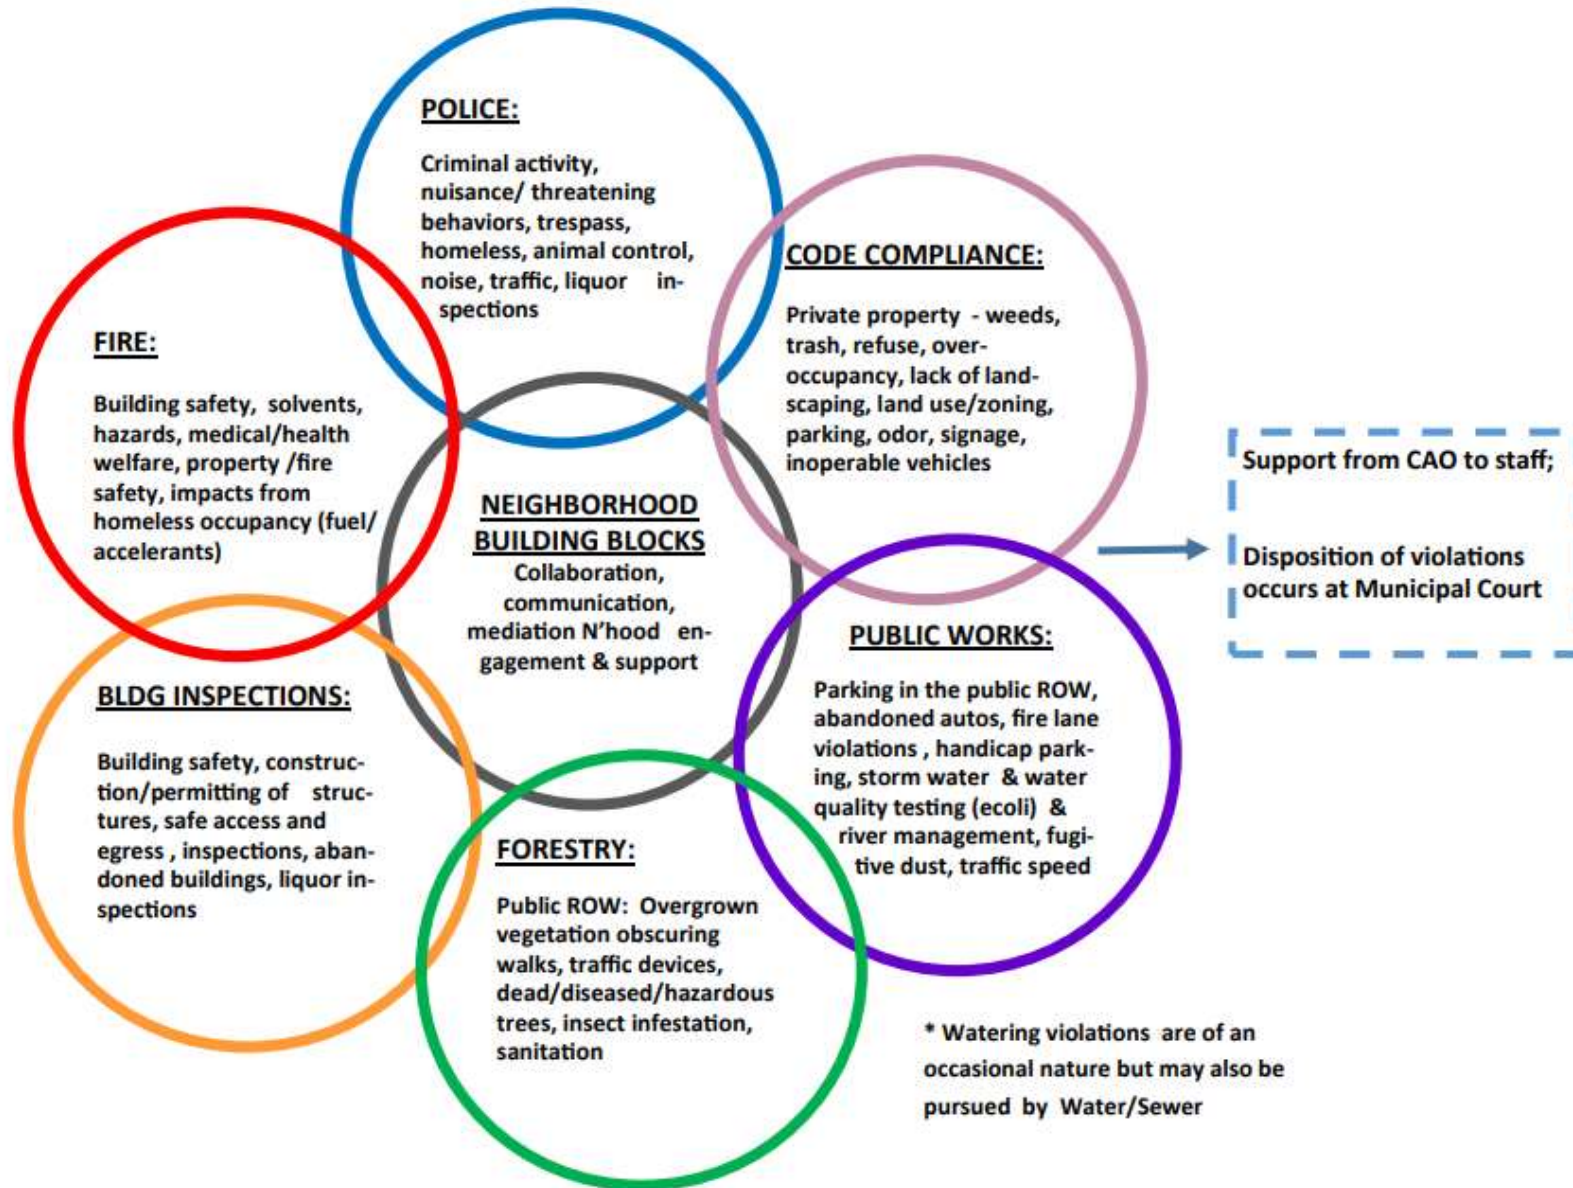 POLICE:
Criminal activity,
nuisance/ threatening
behaviors, trespass,
homeless, animal control,
noise, traffic, liquor in-
spections
CODE COMPLIANCE:
Private property - weeds,
trash, refuse, over-
occupancy, lack of land-
scaping, land use/zoning,
parking, odor, signage,
inoperable vehicles
FIRE:
Building safety, solvents,
hazards, medical/health
welfare, property /fire
safety, impacts from
homeless occupancy (fuel/
accelerants)
NEIGHBORHOOD
BUILDING BLOCKS
Collaboration,
communication,
mediation N’hood en-
gagement & support
Support from CAO to staff;
Disposition of violations
occurs at Municipal Court
PUBLIC WORKS:
Parking in the public ROW,
abandoned autos, fire lane
violations , handicap park-
ing, storm water & water
quality testing (ecoli) &
river management, fugi-
tive dust, traffic speed
BLDG INSPECTIONS:
Building safety, construc-
tion/permitting of struc-
tures, safe access and
egress , inspections, aban-
doned buildings, liquor in-
spections
FORESTRY:
Public ROW: Overgrown
vegetation obscuring
walks, traffic devices,
dead/diseased/hazardous
trees, insect infestation,
sanitation
* Watering violations are of an
occasional nature but may also be
pursued by Water/Sewer